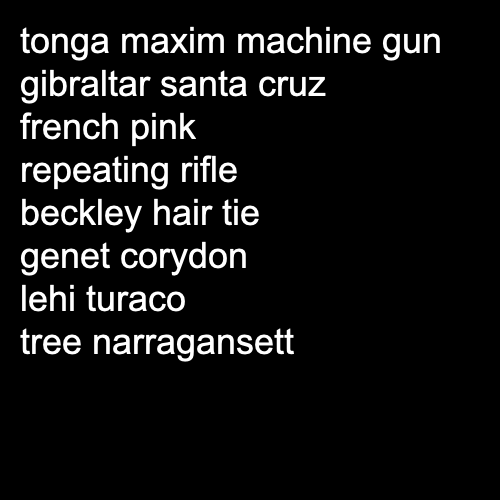 tonga maxim machine gun
gibraltar santa cruz
french pink
repeating rifle
beckley hair tie
genet corydon
lehi turaco
tree narragansett